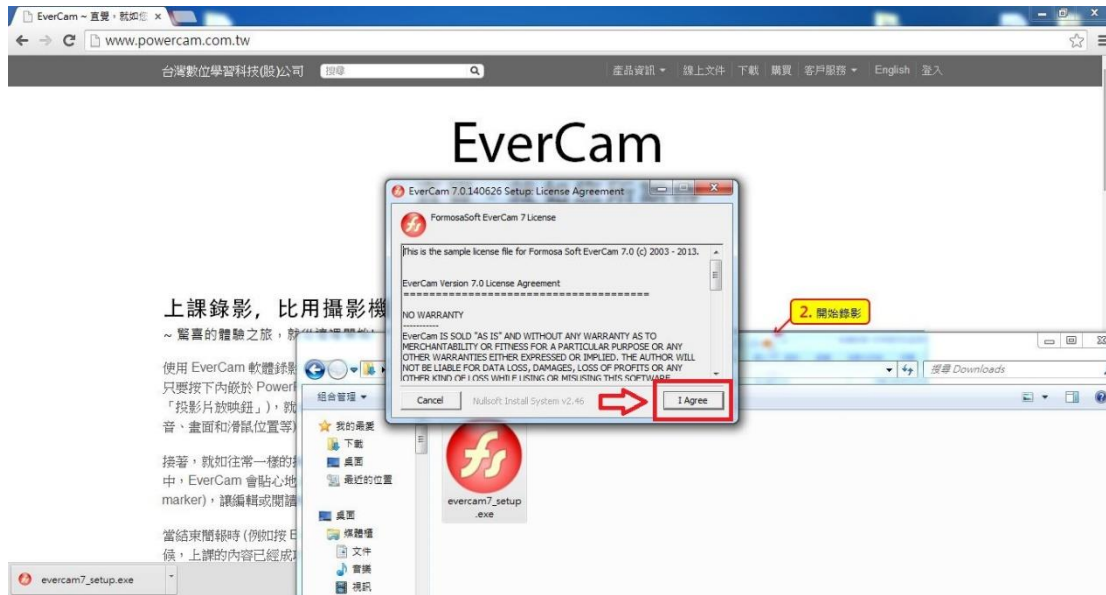 EverCam ~ 直覺，就如您
www.powercam.com.tw
台灣數位學習科技(股)公司 搜尋 產品資訊 線上文件 下載 購買 客戶服務 English 登入
EverCam
EverCam 7.0.140626 Setup: License Agreement
FormosaSoft EverCam 7 License
This is the sample license file for Formosa Soft EverCam 7.0 (c) 2003 - 2013.
EverCam Version 7.0 License Agreement
========================================
NO WARRANTY
-----------
EverCam IS SOLD "AS IS" AND WITHOUT ANY WARRANTY AS TO
MERCHANTABILITY OR FITNESS FOR A PARTICULAR PURPOSE OR ANY
OTHER WARRANTIES EITHER EXPRESSED OR IMPLIED. THE AUTHOR WILL
NOT BE LIABLE FOR DATA LOSS, DAMAGES, LOSS OF PROFITS OR ANY
OTHER KIND OF LOSS WHILE USING OR MISUSING THIS SOFTWARE.
Cancel Nullsoft Install System v2.46 I Agree
上課錄影，比用攝影機
~ 驚喜的體驗之旅，就
2. 開始錄影
使用 EverCam 軟體錄影
只要按下內嵌於 Power
「投影片放映鈕」)，就
音、畫面和滑鼠位置等)
接著，就如往常一樣的
中，EverCam 會貼心地
marker)，讓編輯或閱讀
當結束簡報時 (例如按 E
候，上課的內容已經成
搜尋 Downloads
組合管理
我的最愛
下載
桌面
最近的位置
桌面
媒體櫃
文件
音樂
視訊
evercam7_setup
.exe
evercam7_setup.exe